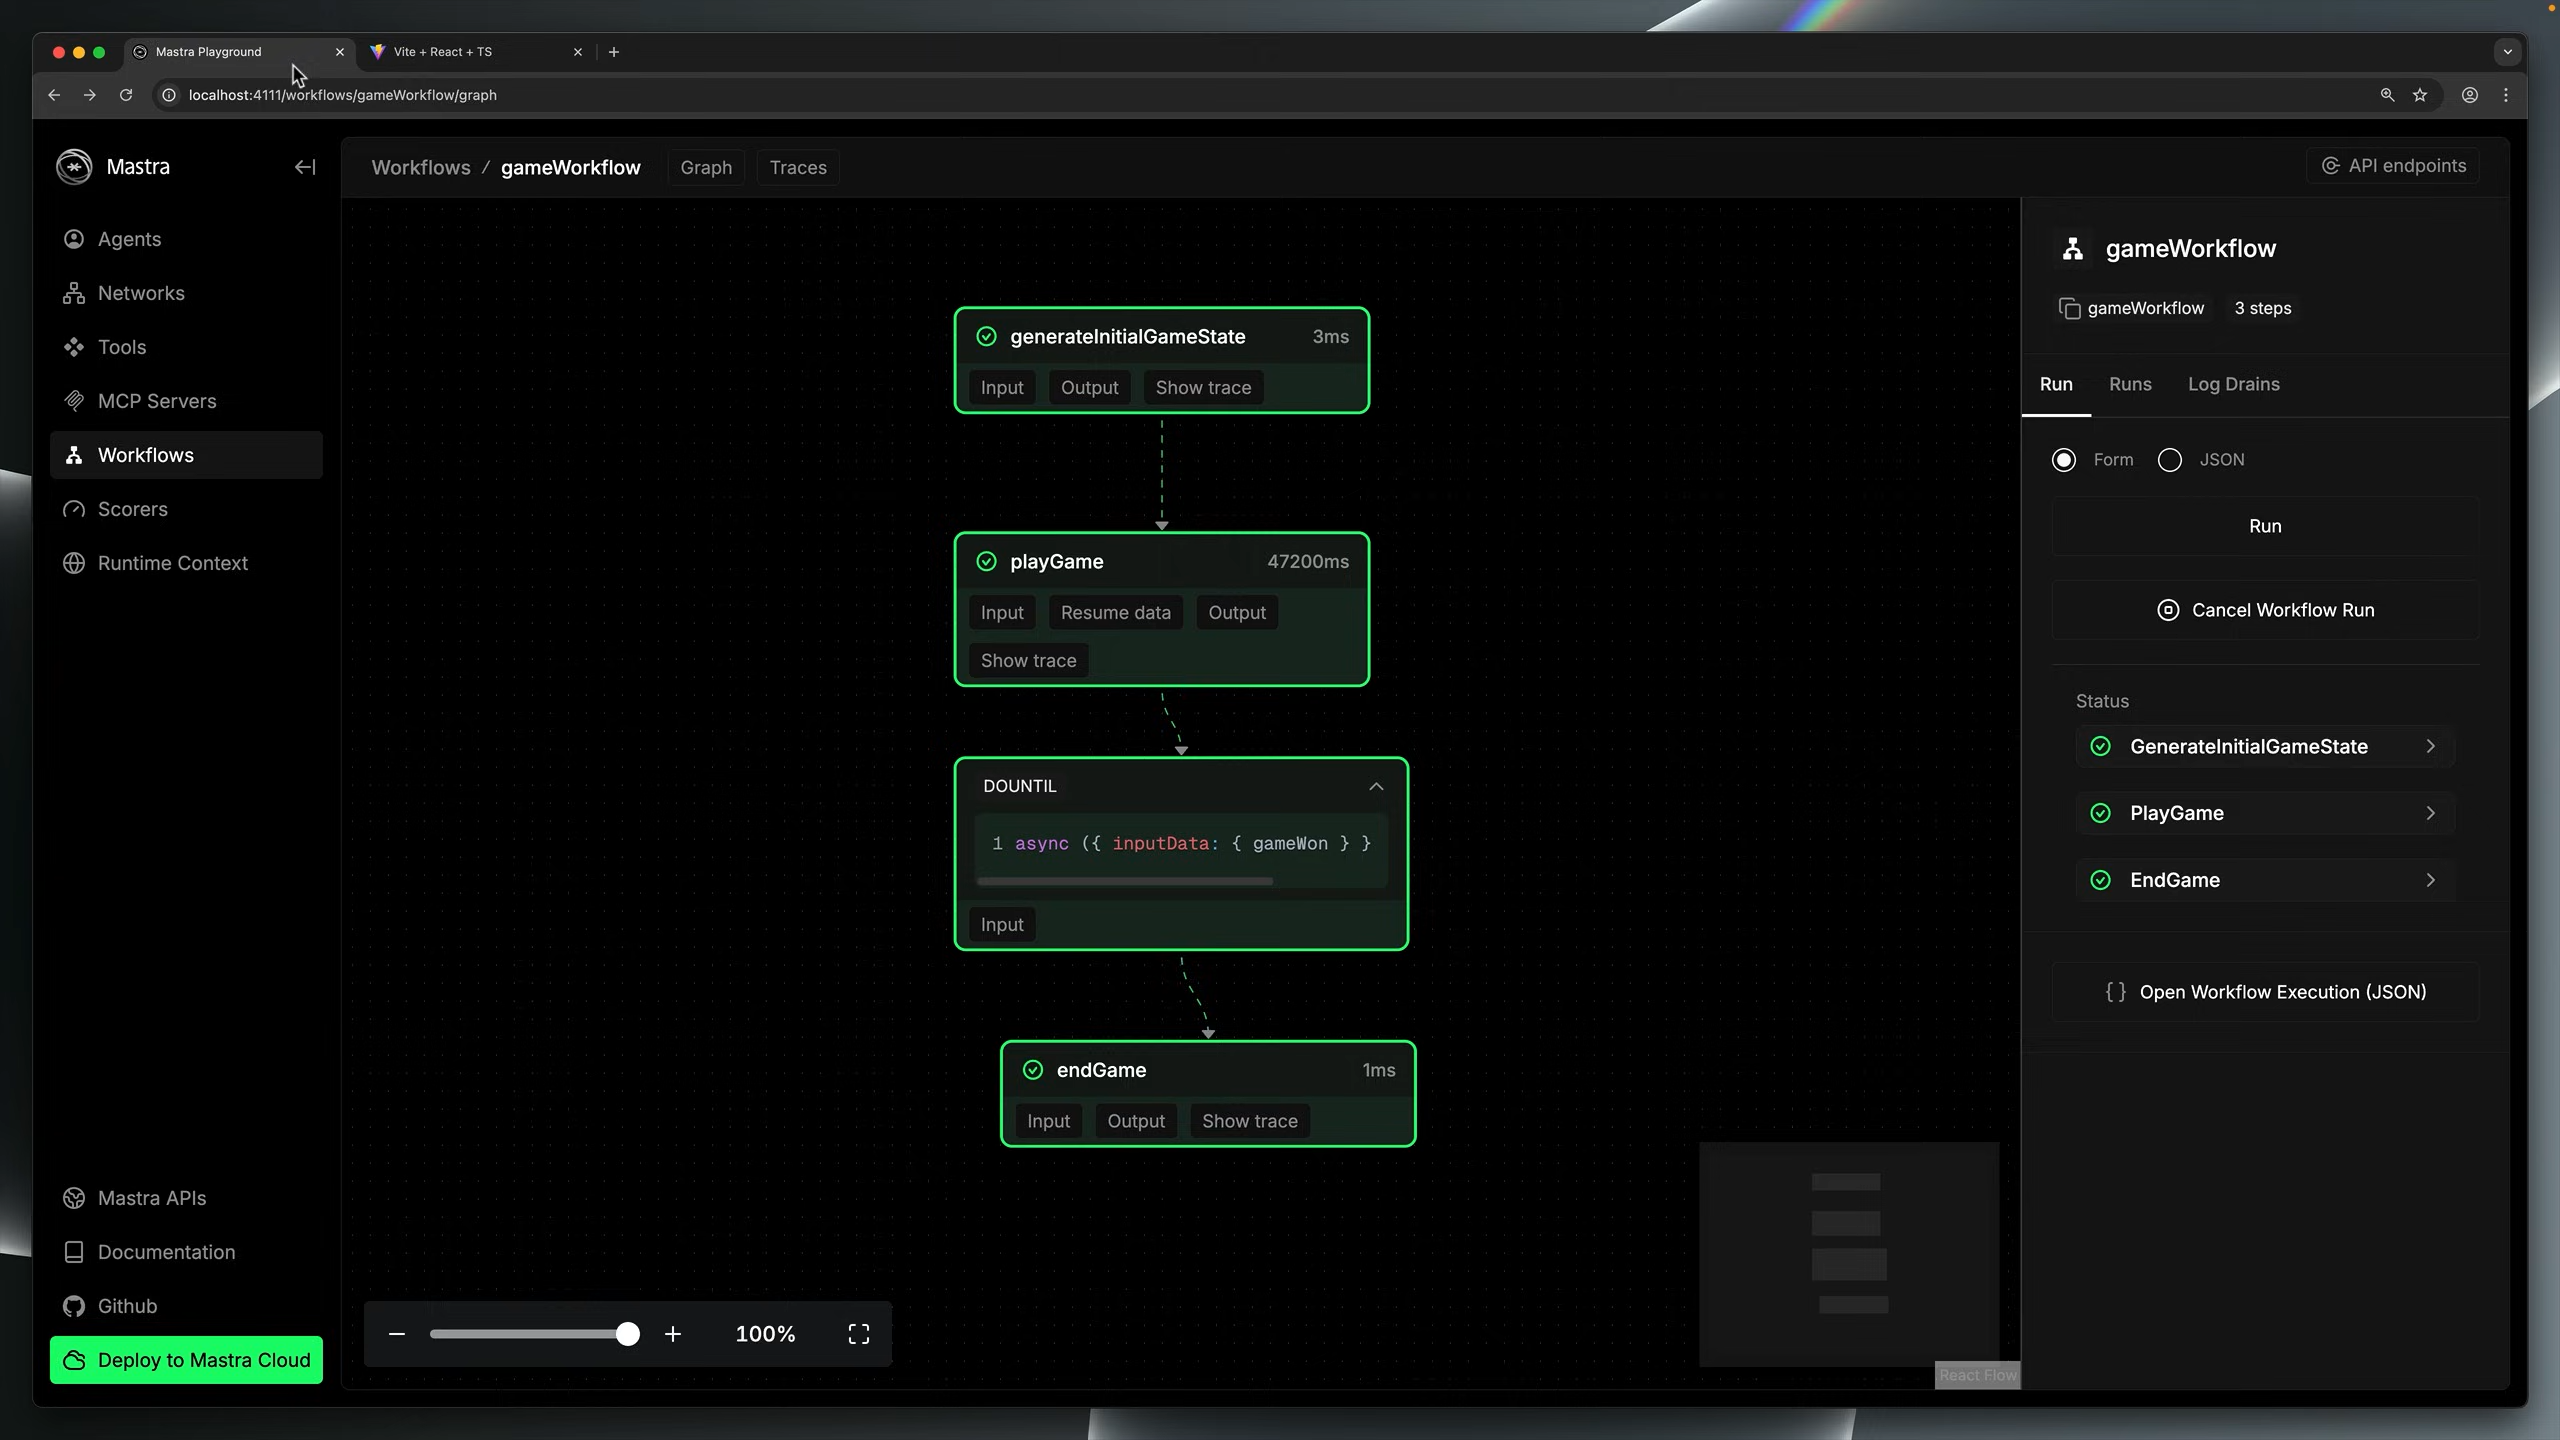 Mastra Playground
Vite + React + TS
localhost:4111/workflows/gameWorkflow/graph
Mastra
Agents
Networks
Tools
MCP Servers
Workflows
Scorers
Runtime Context
Mastra APIs
Documentation
Github
Deploy to Mastra Cloud
Workflows / gameWorkflow Graph Traces
API endpoints
generateInitialGameState 3ms
Input Output Show trace
playGame 47200ms
Input Resume data Output
Show trace
DOUNTIL
1 async ({ inputData: { gameWon } }
Input
endGame 1ms
Input Output Show trace
100%
React Flow
gameWorkflow
gameWorkflow 3 steps
Run Runs Log Drains
Form JSON
Run
Cancel Workflow Run
Status
GenerateInitialGameState
PlayGame
EndGame
{ } Open Workflow Execution (JSON)